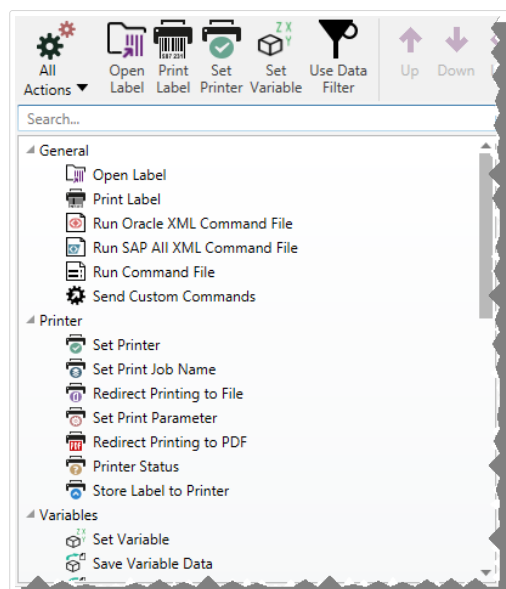 All Actions
Open Label
Print Label
Set Printer
Set Variable
Use Data Filter
Up
Down
Search...
General
Open Label
Print Label
Run Oracle XML Command File
Run SAP AII XML Command File
Run Command File
Send Custom Commands
Printer
Set Printer
Set Print Job Name
Redirect Printing to File
Set Print Parameter
Redirect Printing to PDF
Printer Status
Store Label to Printer
Variables
Set Variable
Save Variable Data